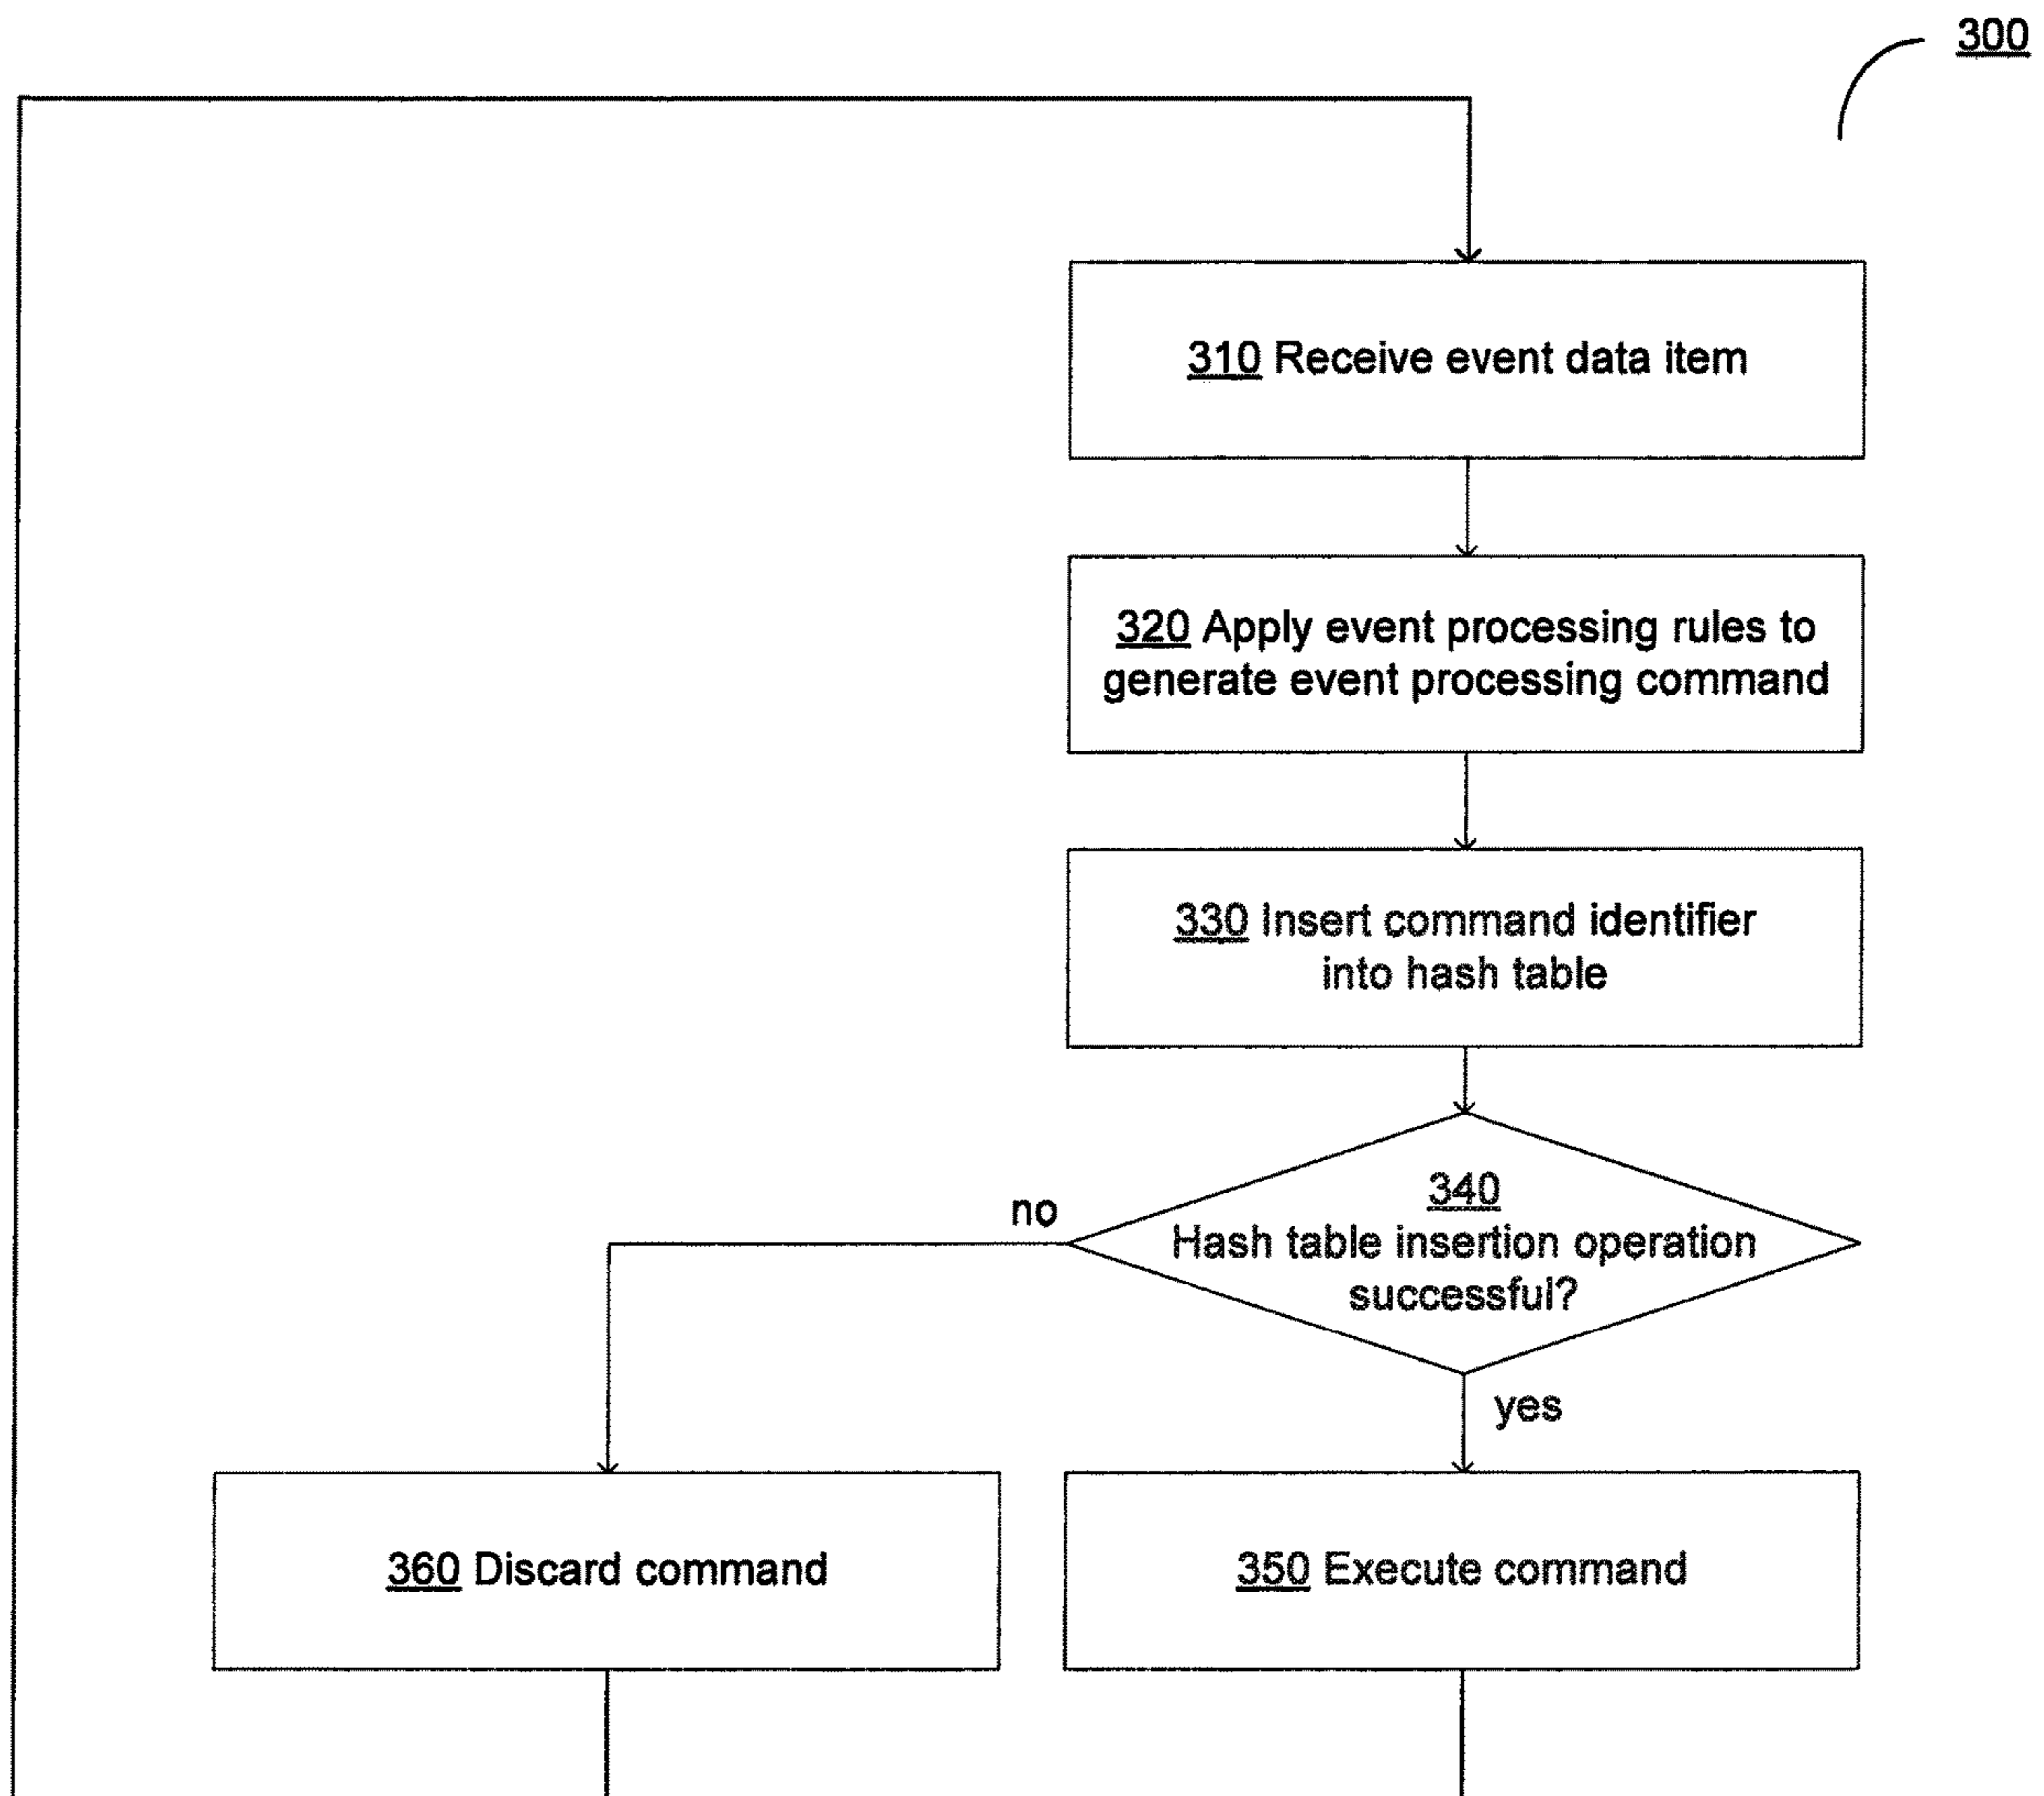 300
310 Receive event data item
320 Apply event processing rules to
generate event processing command
330 Insert command identifier
into hash table
340
Hash table insertion operation
successful?
no
yes
360 Discard command
350 Execute command